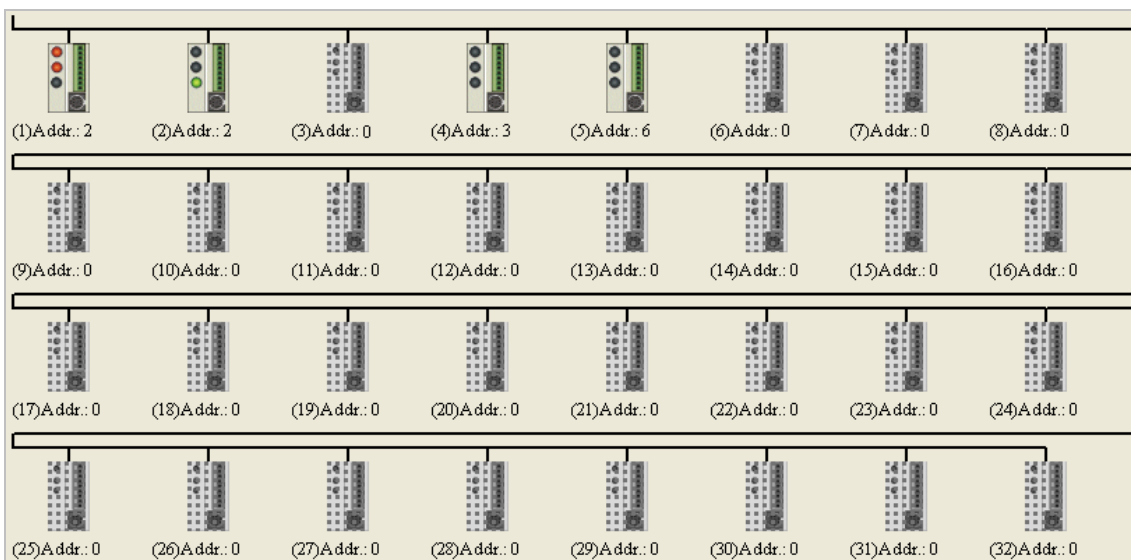 (1)Addr.: 2 (2)Addr.: 2 (3)Addr.: 0 (4)Addr.: 3 (5)Addr.: 6 (6)Addr.: 0 (7)Addr.: 0 (8)Addr.: 0
(9)Addr.: 0 (10)Addr.: 0 (11)Addr.: 0 (12)Addr.: 0 (13)Addr.: 0 (14)Addr.: 0 (15)Addr.: 0 (16)Addr.: 0
(17)Addr.: 0 (18)Addr.: 0 (19)Addr.: 0 (20)Addr.: 0 (21)Addr.: 0 (22)Addr.: 0 (23)Addr.: 0 (24)Addr.: 0
(25)Addr.: 0 (26)Addr.: 0 (27)Addr.: 0 (28)Addr.: 0 (29)Addr.: 0 (30)Addr.: 0 (31)Addr.: 0 (32)Addr.: 0